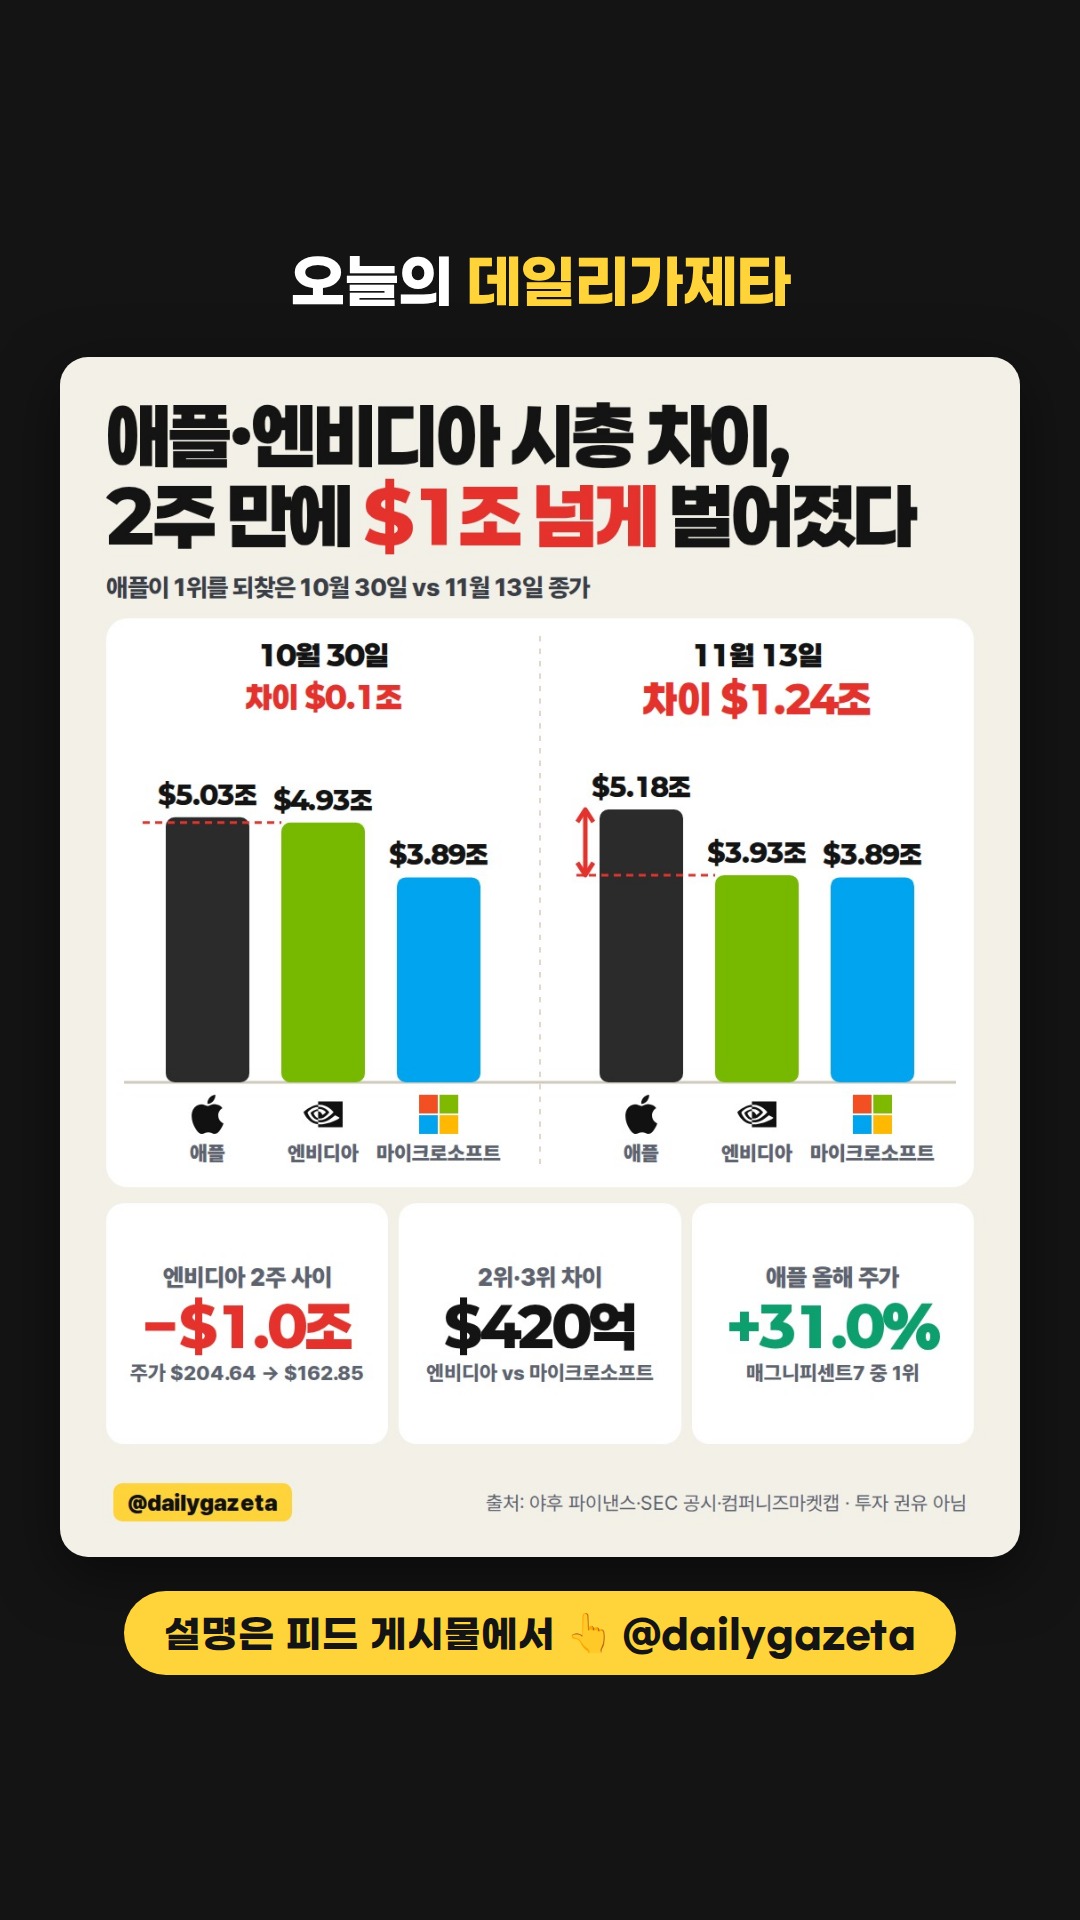 오늘의 데일리가제타
애플·엔비디아 시총 차이,
2주 만에 $1조 넘게 벌어졌다
애플이 1위를 되찾은 10월 30일 vs 11월 13일 종가
10월 30일
차이 $0.1조
$5.03조 $4.93조
$3.89조
애플 엔비디아 마이크로소프트
11월 13일
차이 $1.24조
$5.18조
$3.93조 $3.89조
애플 엔비디아 마이크로소프트
엔비디아 2주 사이
−$1.0조
주가 $204.64 → $162.85
2위·3위 차이
$420억
엔비디아 vs 마이크로소프트
애플 올해 주가
+31.0%
매그니피센트7 중 1위
@dailygazeta
출처: 야후 파이낸스·SEC 공시·컴퍼니즈마켓캡 · 투자 권유 아님
설명은 피드 게시물에서 👆 @dailygazeta